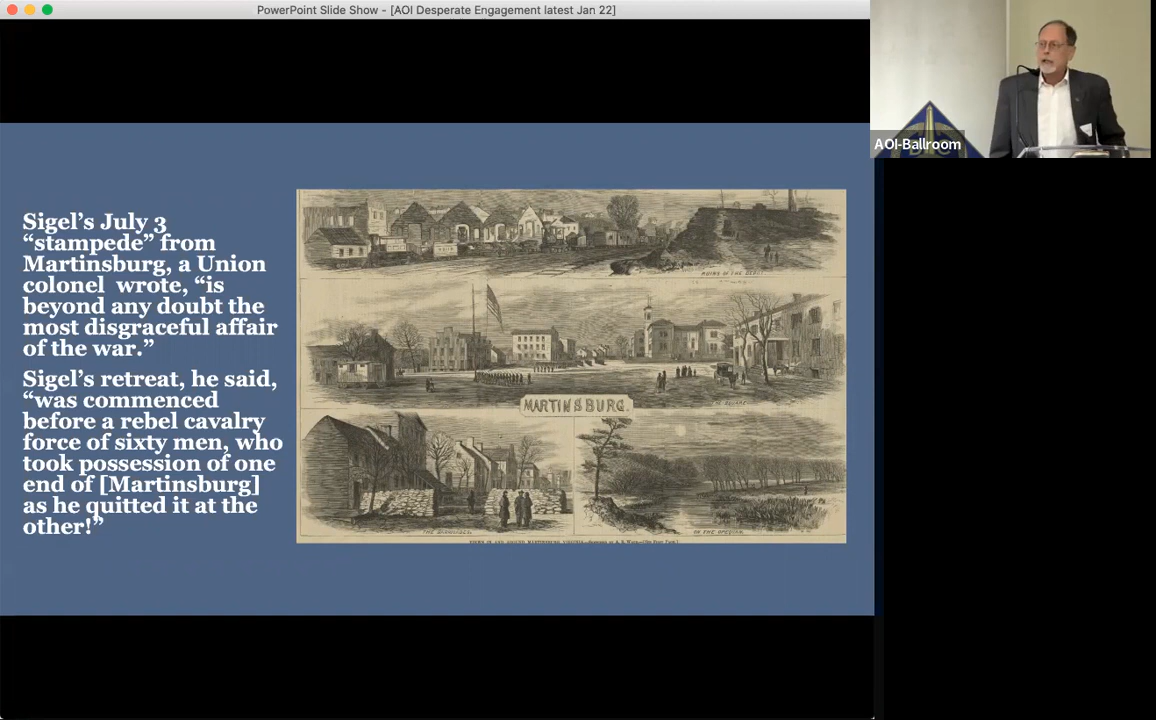 PowerPoint Slide Show - [AOI Desperate Engagement latest Jan 22]
AOI-Ballroom
Sigel’s July 3
“stampede” from
Martinsburg, a Union
colonel wrote, “is
beyond any doubt the
most disgraceful affair
of the war.”
Sigel’s retreat, he said,
“was commenced
before a rebel cavalry
force of sixty men, who
took possession of one
end of [Martinsburg]
as he quitted it at the
other!”
RUINS OF THE DEPOT.
THE SQUARE.
MARTINSBURG.
ON THE OPEQUAN.